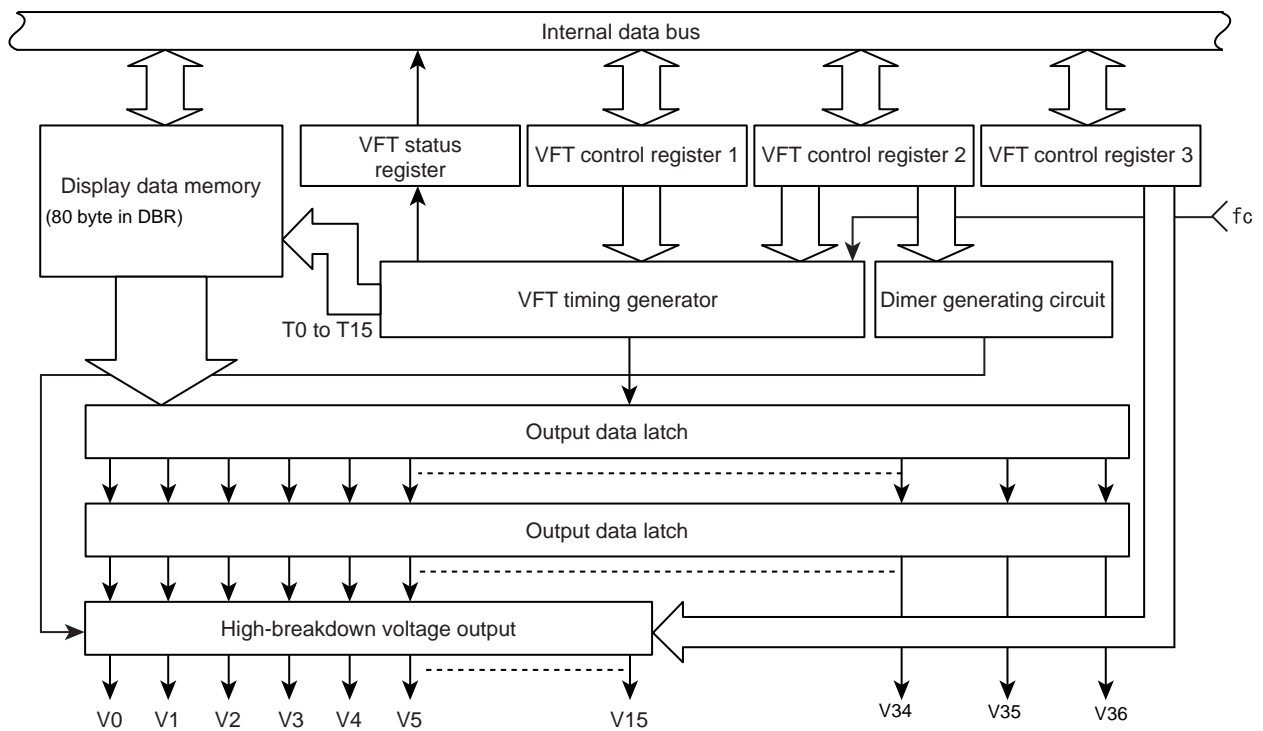 Internal data bus
Display data memory
(80 byte in DBR)
VFT status
register
VFT control register 1
VFT control register 2
VFT control register 3
fc
T0 to T15
VFT timing generator
Dimer generating circuit
Output data latch
Output data latch
High-breakdown voltage output
V0 V1 V2 V3 V4 V5 V15 V34 V35 V36